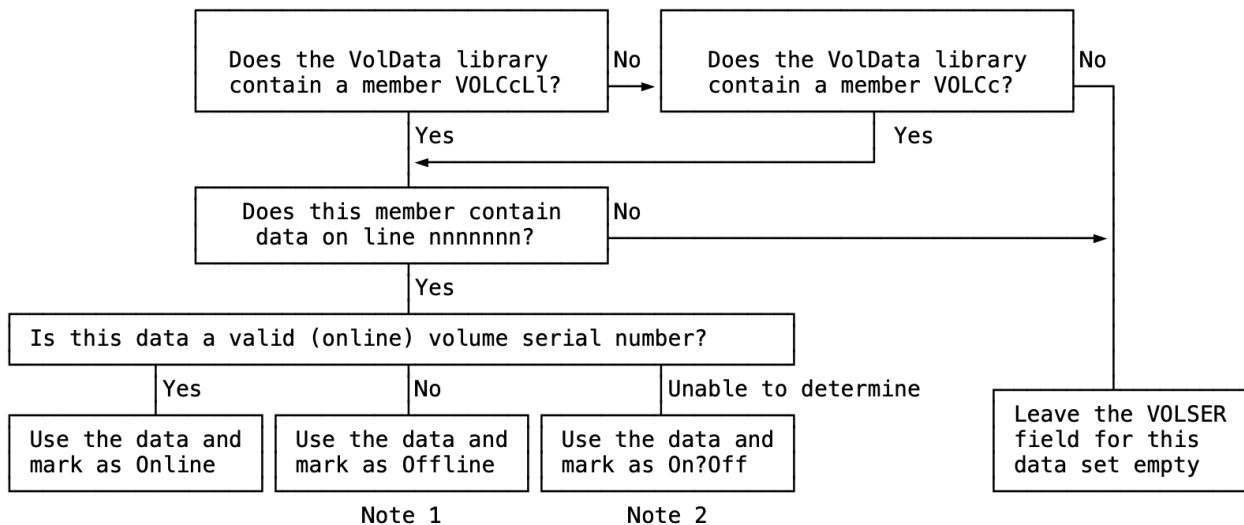 Does the VolData library
contain a member VOLCcLl?
No
Does the VolData library
contain a member VOLCc?
No
Yes
Yes
Does this member contain
data on line nnnnnnn?
No
Yes
Is this data a valid (online) volume serial number?
Yes
No
Unable to determine
Use the data and
mark as Online
Use the data and
mark as Offline
Use the data and
mark as On?Off
Leave the VOLSER
field for this
data set empty
Note 1
Note 2